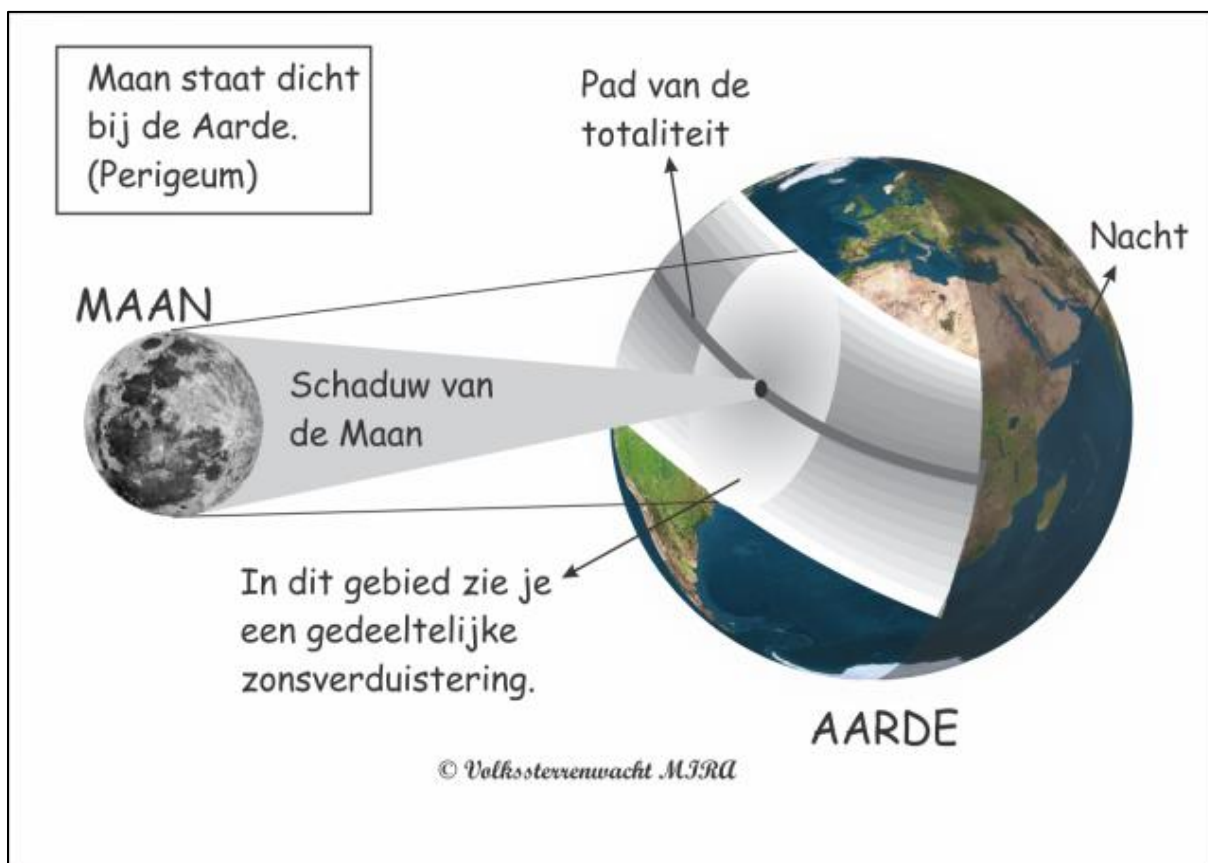 Maan staat dicht
bij de Aarde.
(Perigeum)
Pad van de
totaliteit
Nacht
MAAN
Schaduw van
de Maan
In dit gebied zie je
een gedeeltelijke
zonsverduistering.
AARDE
© Volkssterrenwacht MIRA